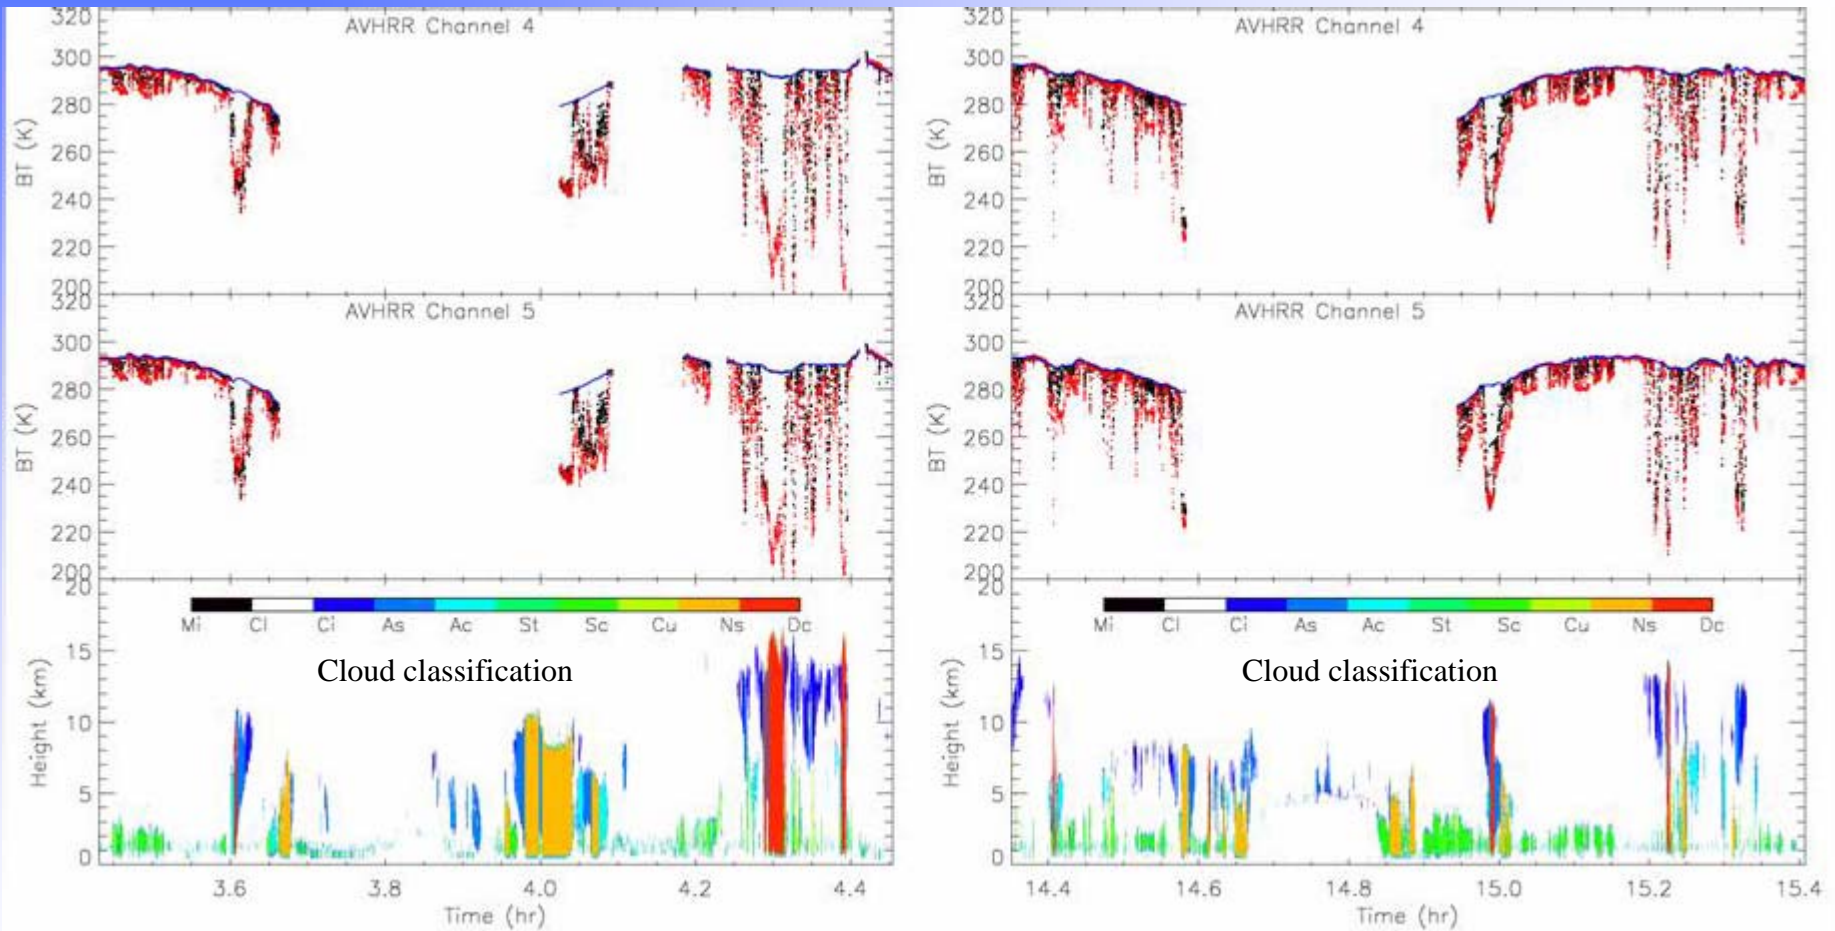 AVHRR Channel 4
320
300
280
260
240
220
200
BT (K)
AVHRR Channel 5
320
300
280
260
240
220
200
BT (K)
20
15
10
5
0
Height (km)
Mi Cl Ci As Ac St Sc Cu Ns Dc
Cloud classification
3.6 3.8 4.0 4.2 4.4
Time (hr)
AVHRR Channel 4
320
300
280
260
240
220
200
BT (K)
AVHRR Channel 5
320
300
280
260
240
220
200
BT (K)
20
15
10
5
0
Height (km)
Mi Cl Ci As Ac St Sc Cu Ns Dc
Cloud classification
14.4 14.6 14.8 15.0 15.2 15.4
Time (hr)